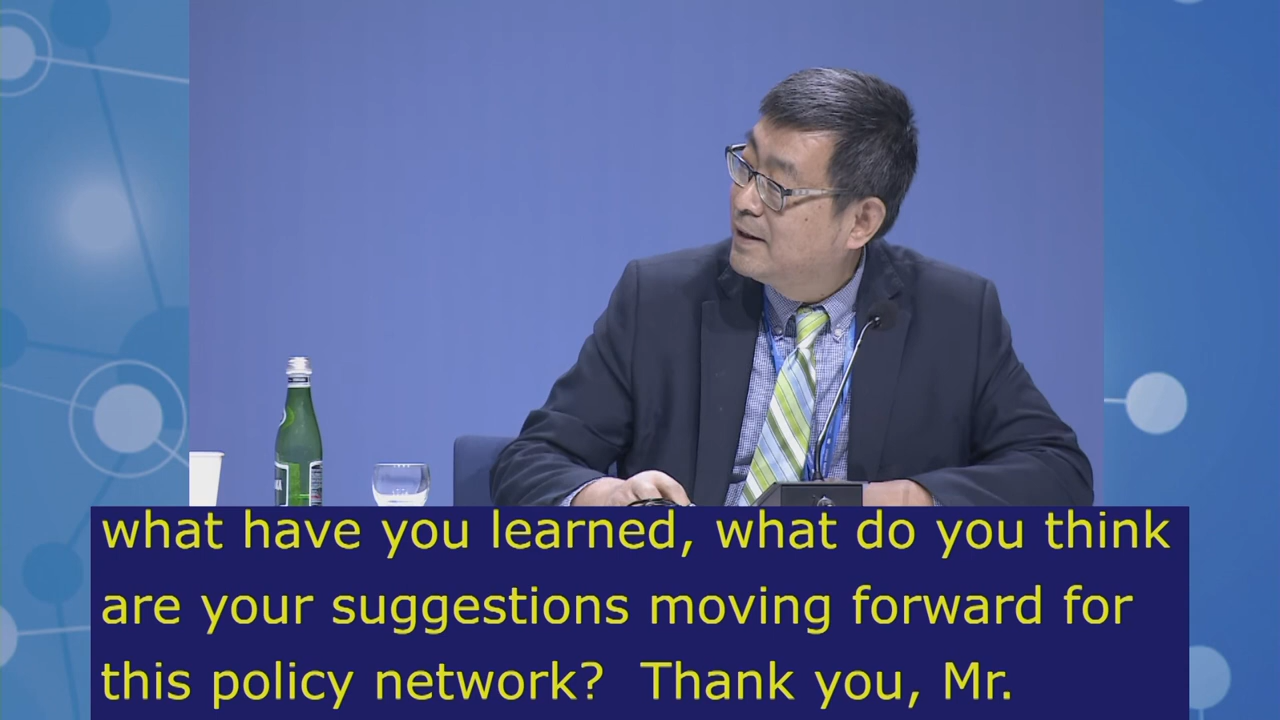 what have you learned, what do you think
are your suggestions moving forward for
this policy network?  Thank you, Mr.